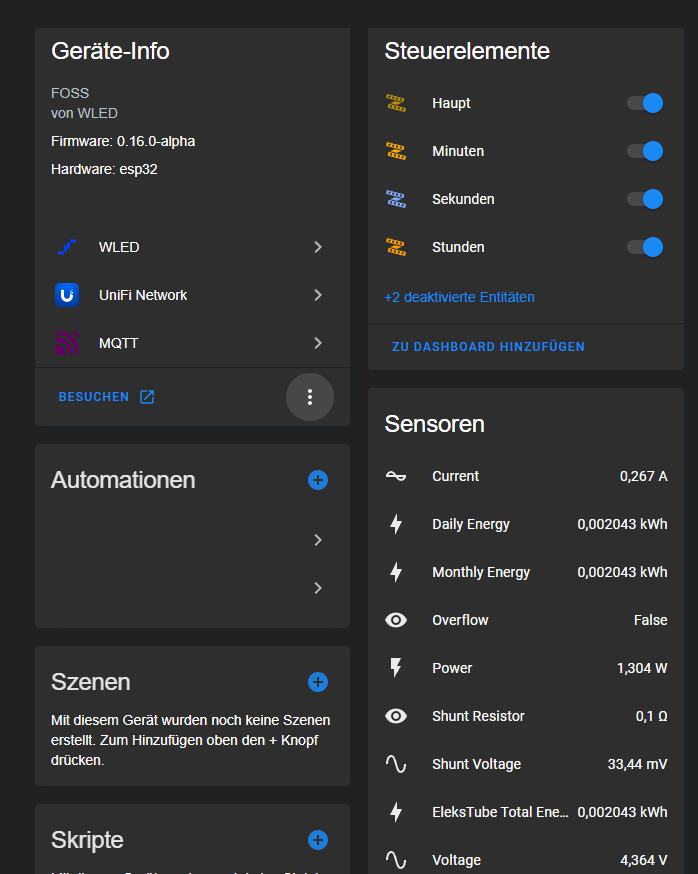 Geräte-Info
FOSS
von WLED
Firmware: 0.16.0-alpha
Hardware: esp32
WLED
UniFi Network
MQTT
BESUCHEN
Automationen
Szenen
Mit diesem Gerät wurden noch keine Szenen
erstellt. Zum Hinzufügen oben den + Knopf
drücken.
Skripte
Steuerelemente
Haupt
Minuten
Sekunden
Stunden
+2 deaktivierte Entitäten
ZU DASHBOARD HINZUFÜGEN
Sensoren
Current 0,267 A
Daily Energy 0,002043 kWh
Monthly Energy 0,002043 kWh
Overflow False
Power 1,304 W
Shunt Resistor 0,1 Ω
Shunt Voltage 33,44 mV
EleksTube Total Ene... 0,002043 kWh
Voltage 4,364 V